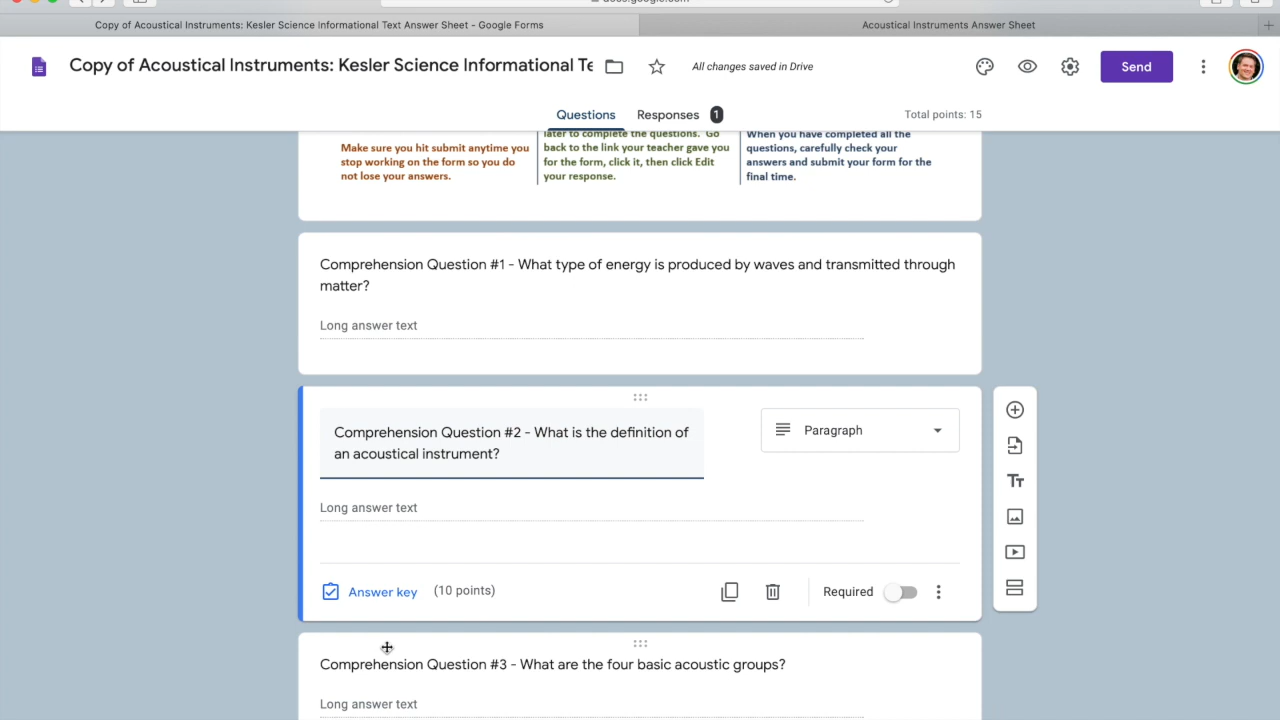 docs.google.com
Copy of Acoustical Instruments: Kesler Science Informational Text Answer Sheet - Google Forms
Acoustical Instruments Answer Sheet
Copy of Acoustical Instruments: Kesler Science Informational Te
All changes saved in Drive
Send
Questions
Responses 1
Total points: 15
Make sure you hit submit anytime you
stop working on the form so you do
not lose your answers.
later to complete the questions. Go
back to the link your teacher gave you
for the form, click it, then click Edit
your response.
When you have completed all the
questions, carefully check your
answers and submit your form for the
final time.
Comprehension Question #1 - What type of energy is produced by waves and transmitted through
matter?
Long answer text
Comprehension Question #2 - What is the definition of
an acoustical instrument?
Paragraph
Long answer text
Answer key (10 points)
Required
Comprehension Question #3 - What are the four basic acoustic groups?
Long answer text